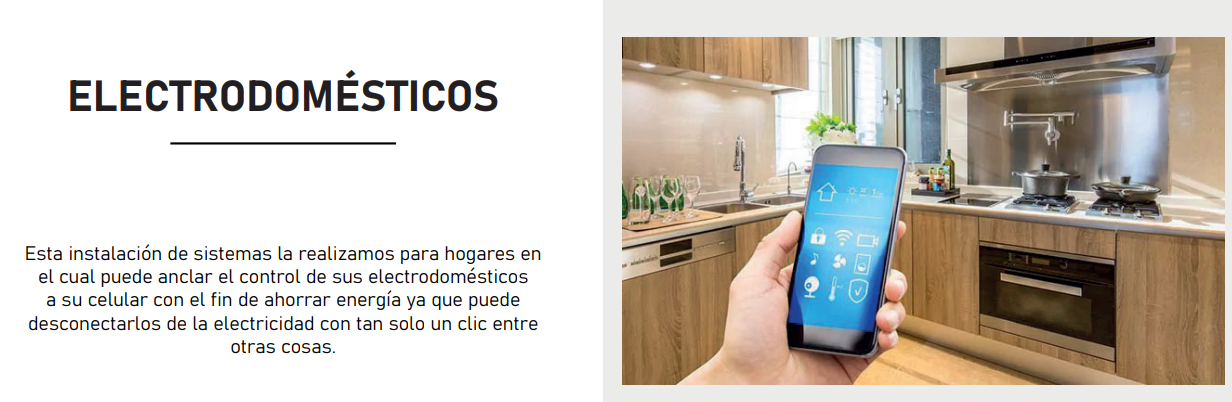 ELECTRODOMÉSTICOS
Esta instalación de sistemas la realizamos para hogares en
el cual puede anclar el control de sus electrodomésticos
a su celular con el fin de ahorrar energía ya que puede
desconectarlos de la electricidad con tan solo un clic entre
otras cosas.